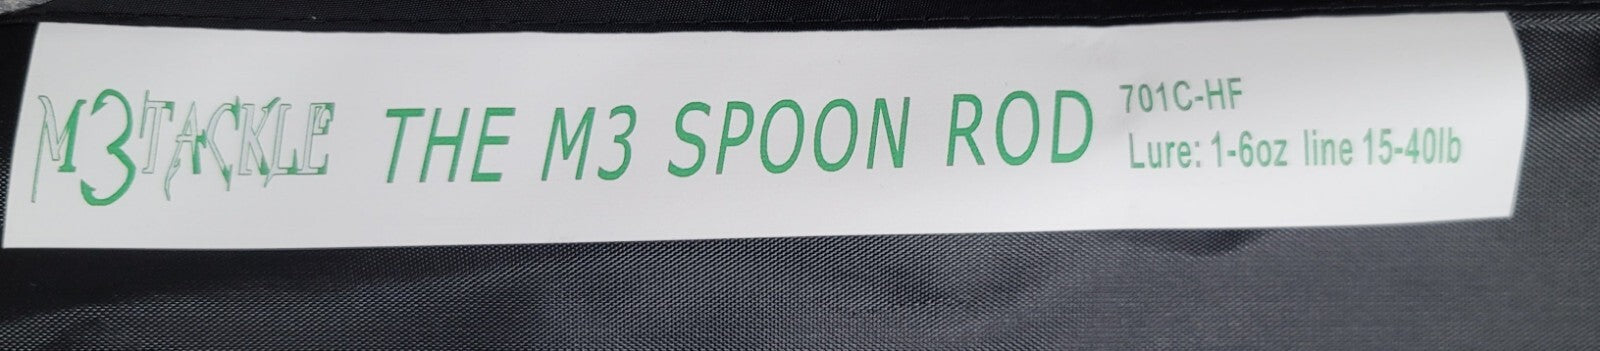 M3TACKLE THE M3 SPOON ROD
701C-HF
Lure: 1-6oz line 15-40lb